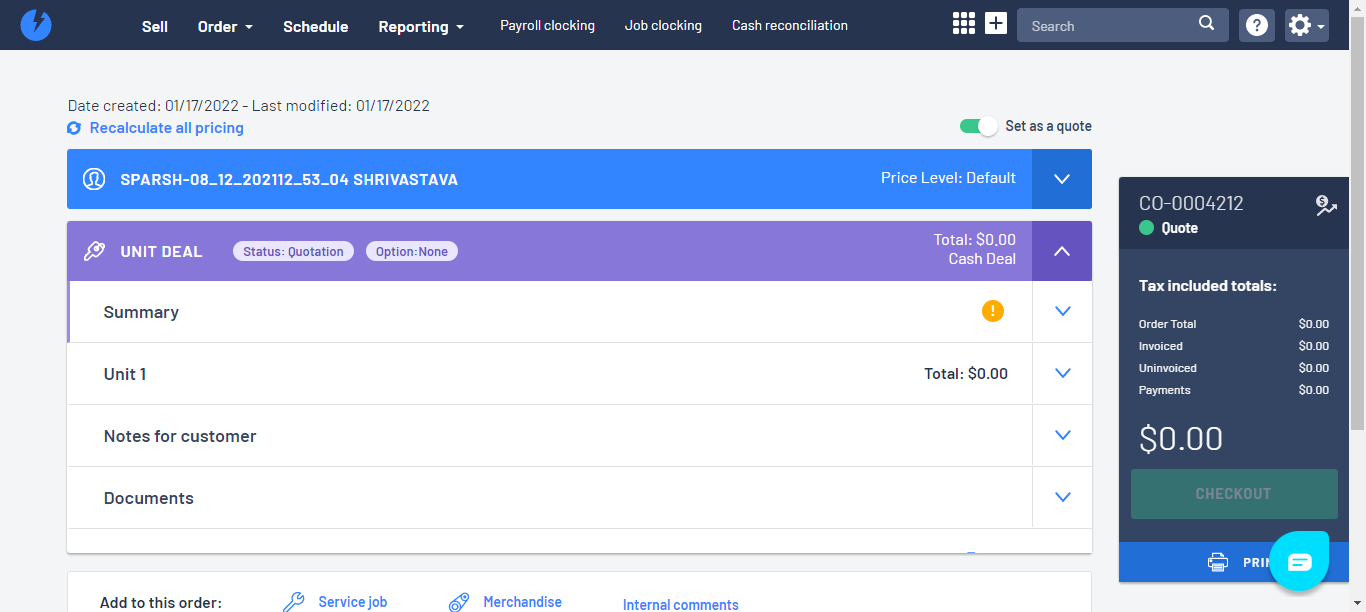 Sell
Order
Schedule
Reporting
Payroll clocking
Job clocking
Cash reconciliation
Search
Date created: 01/17/2022 - Last modified: 01/17/2022
Recalculate all pricing
Set as a quote
SPARSH-08_12_202112_53_04 SHRIVASTAVA
Price Level: Default
UNIT DEAL
Status: Quotation
Option:None
Total: $0.00
Cash Deal
Summary
Unit 1
Total: $0.00
Notes for customer
Documents
Add to this order:
Service job
Merchandise
Internal comments
CO-0004212
Quote
Tax included totals:
Order Total $0.00
Invoiced $0.00
Uninvoiced $0.00
Payments $0.00
$0.00
CHECKOUT